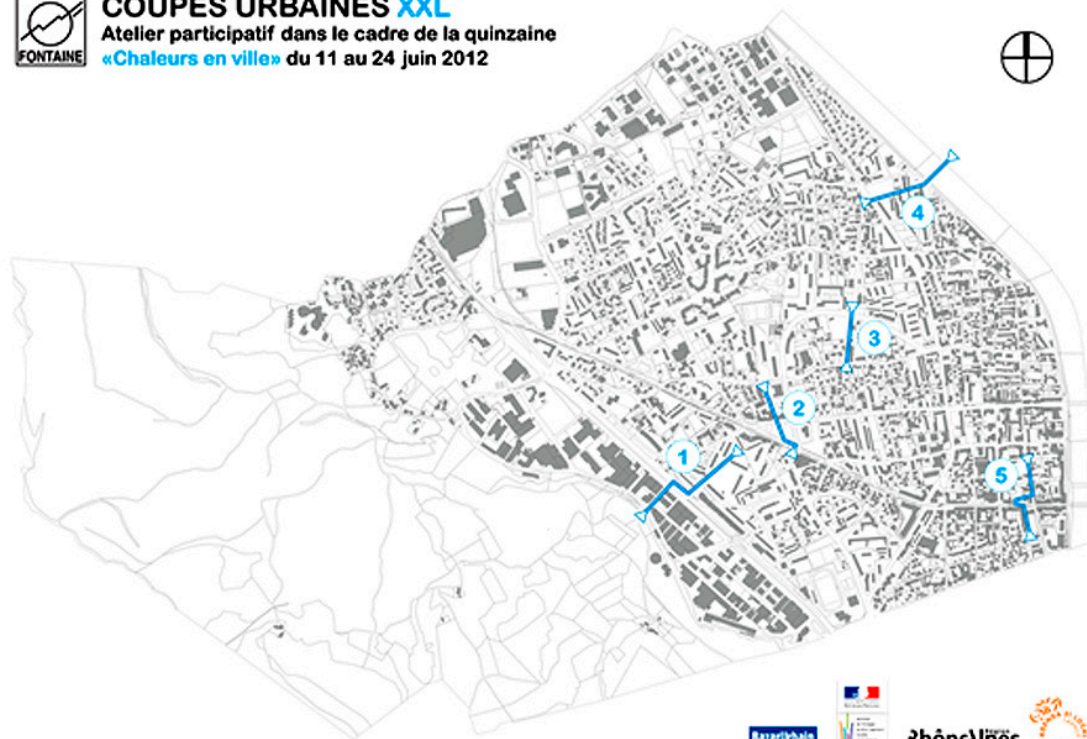 COUPES URBAINES XXL
Atelier participatif dans le cadre de la quinzaine
«Chaleurs en ville» du 11 au 24 juin 2012
FONTAINE
4
3
2
1
5